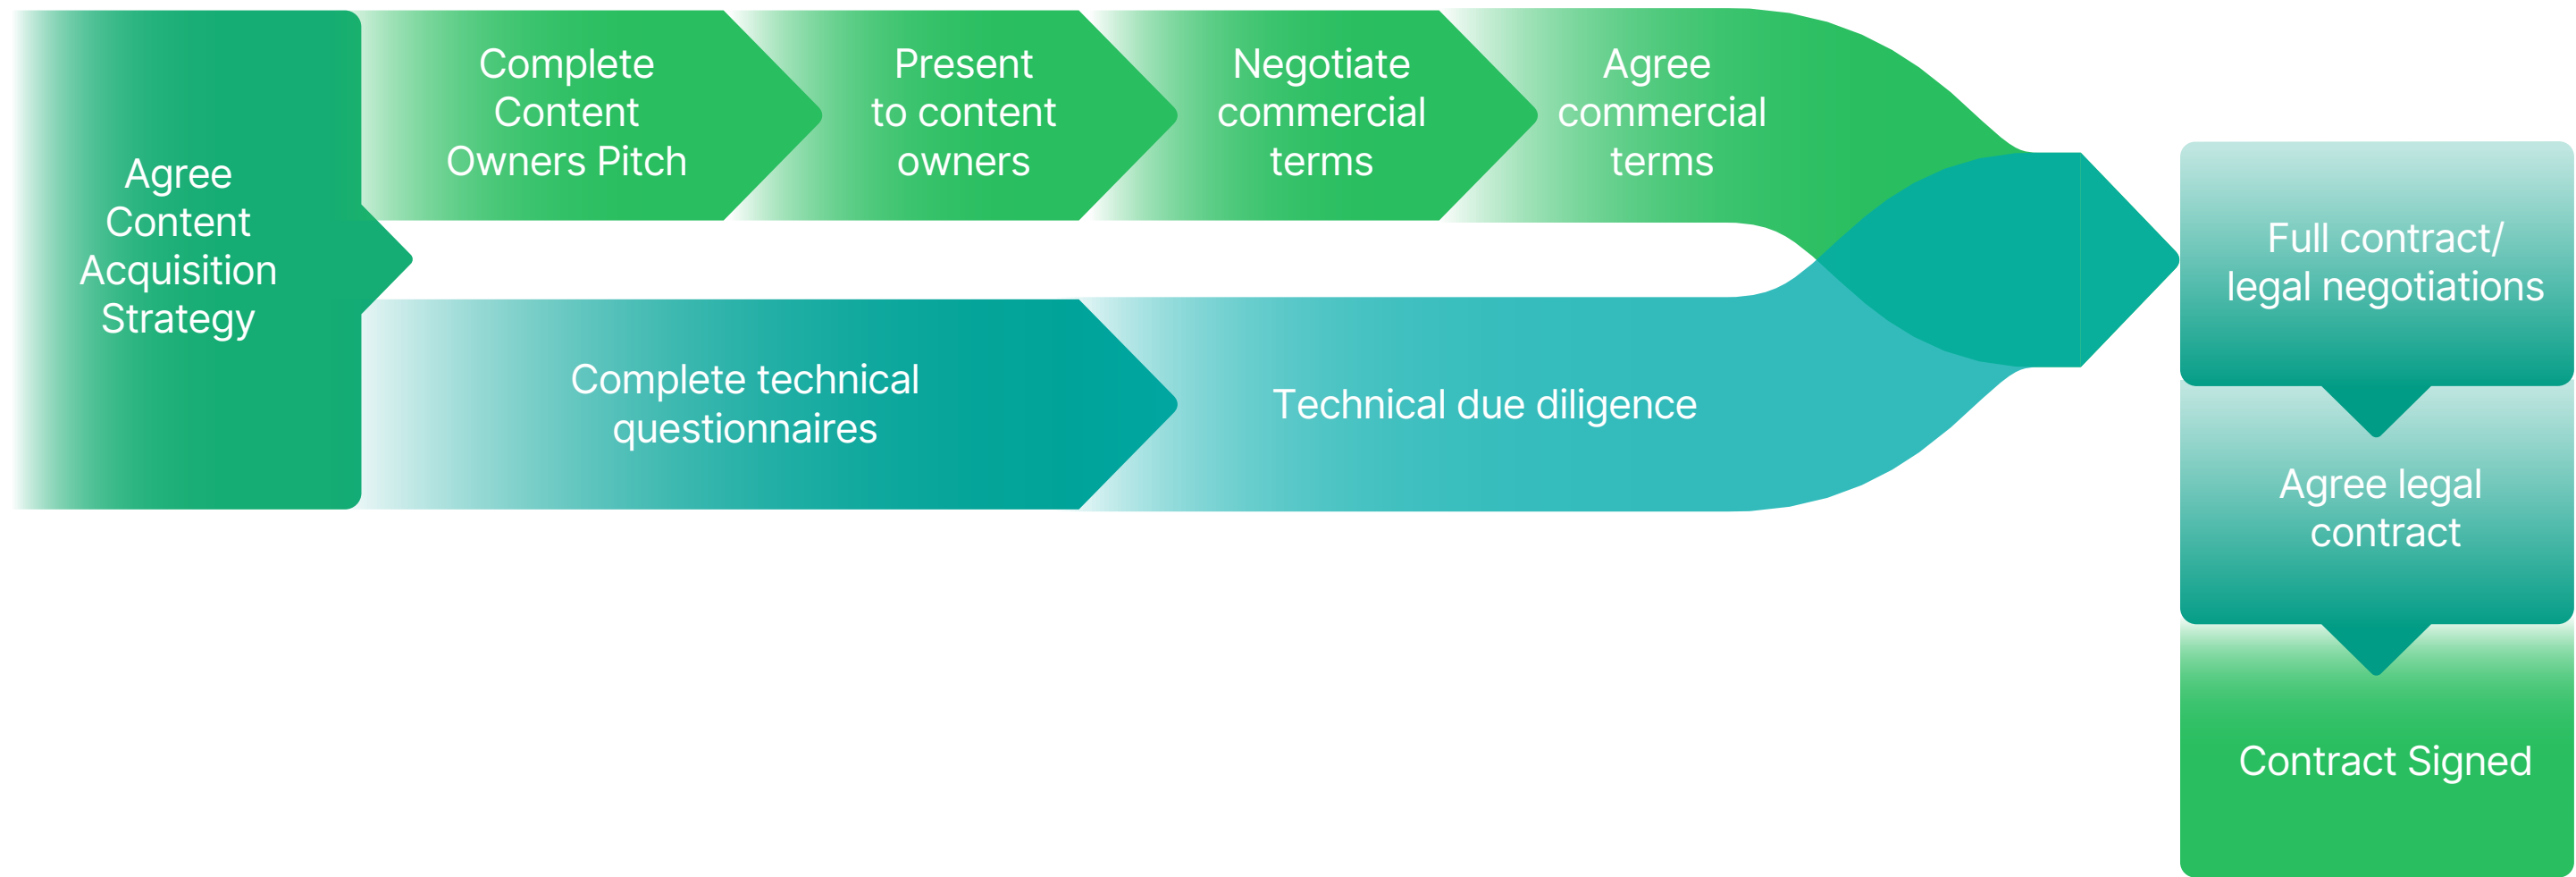 Agree
Content
Acquisition
Strategy
Complete
Content
Owners Pitch
Present
to content
owners
Negotiate
commercial
terms
Agree
commercial
terms
Complete technical
questionnaires
Technical due diligence
Full contract/
legal negotiations
Agree legal
contract
Contract Signed